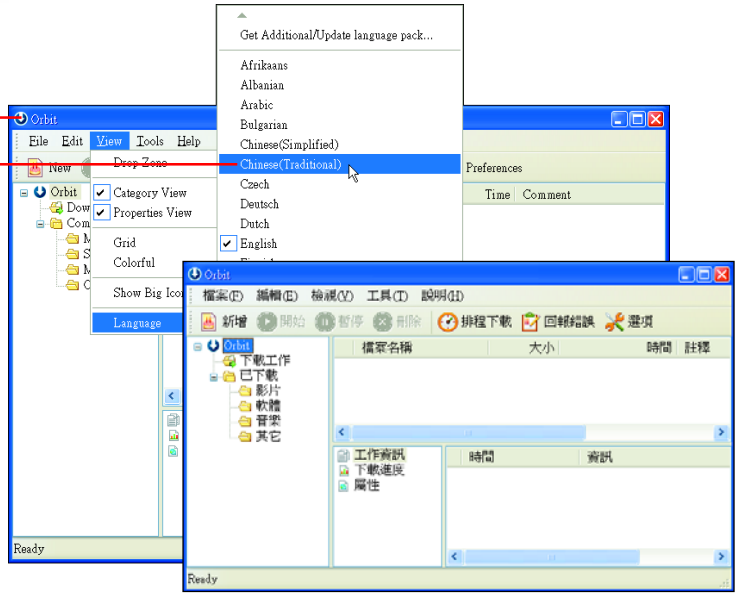 Get Additional/Update language pack...
Afrikaans
Albanian
Arabic
Bulgarian
Chinese(Simplified)
Chinese(Traditional)
Czech
Deutsch
Dutch
English
Orbit
File Edit View Tools Help
New
Preferences
Drop Zone
Category View
Properties View
Grid
Colorful
Show Big Icon
Language
Orbit
Time Comment
Ready
Orbit
檔案(F) 編輯(E) 檢視(V) 工具(T) 說明(H)
新增 開始 暫停 刪除 排程下載 回報錯誤 選項
Orbit
下載工作
已下載
影片
軟體
音樂
其它
檔案名稱 大小 時間 註釋
工作資訊
下載進度
屬性
時間 資訊
Ready